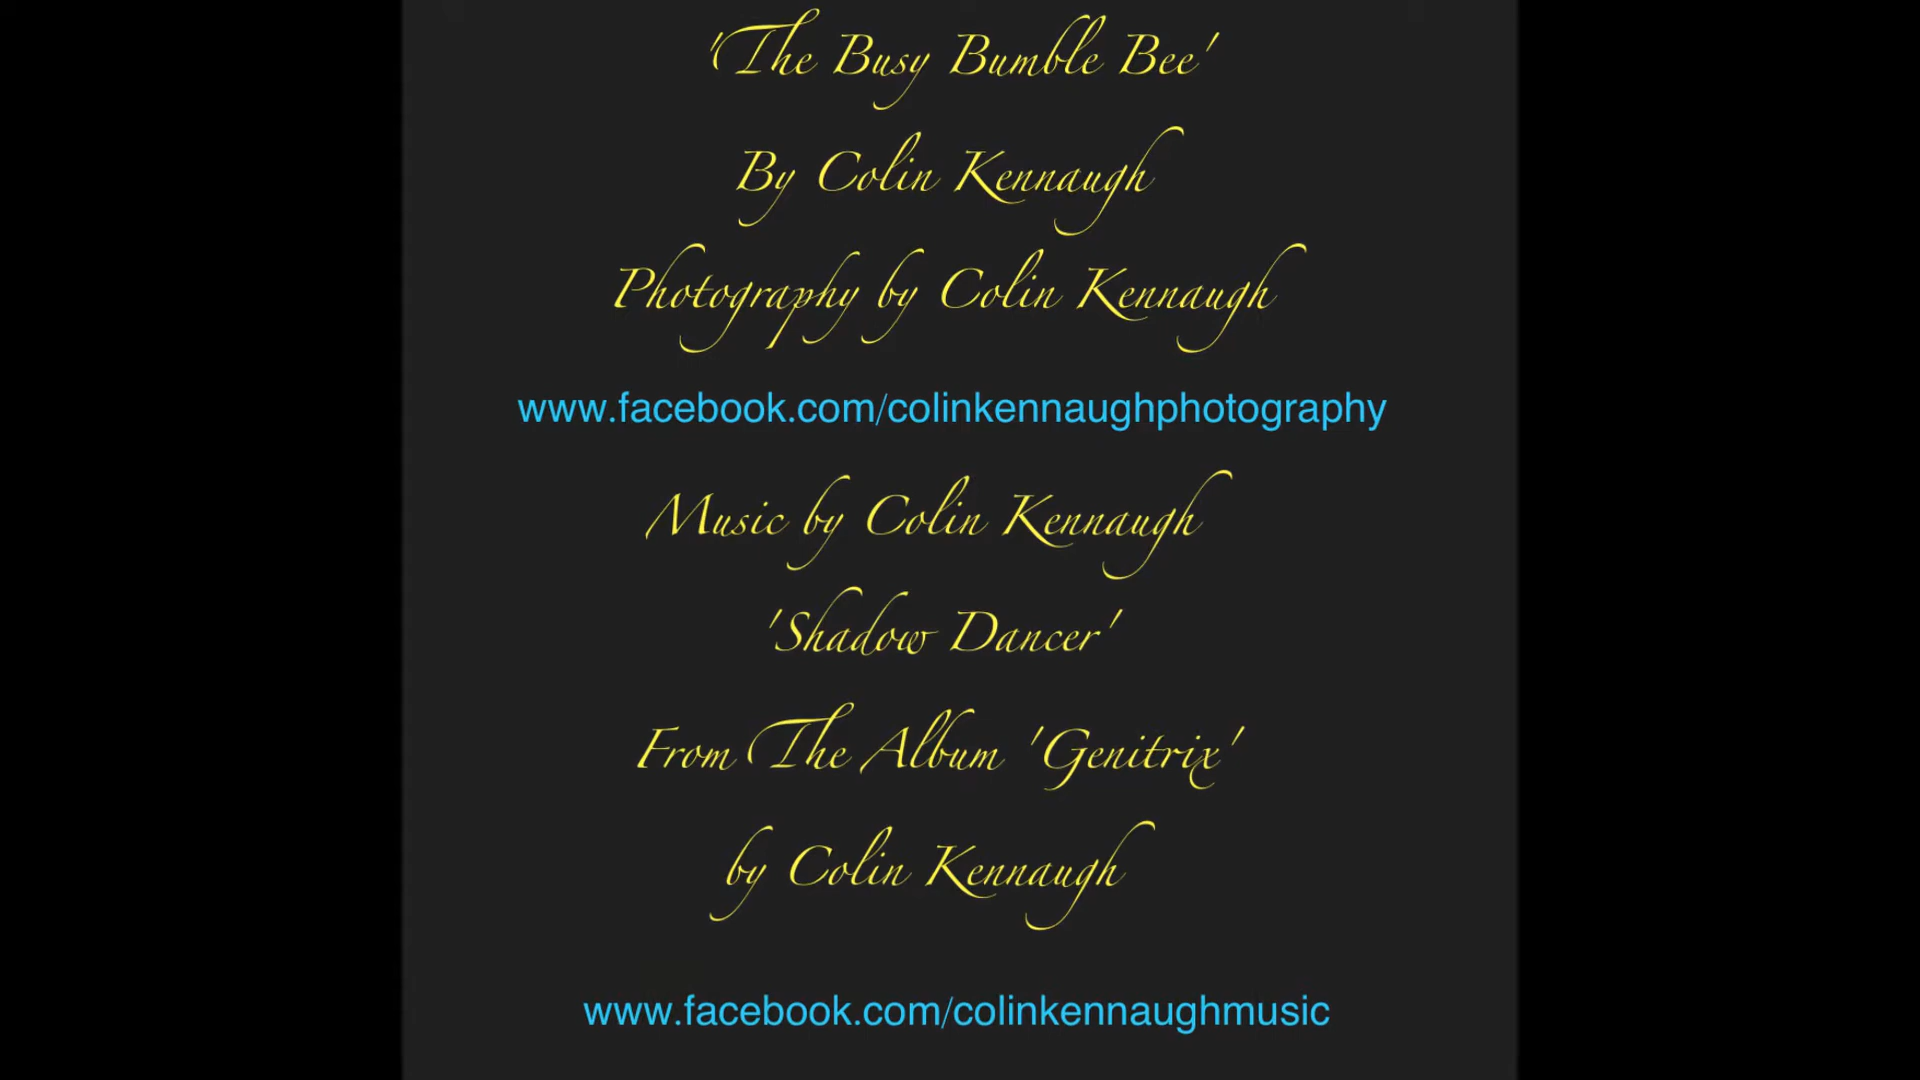 'The Busy Bumble Bee'
By Colin Kennaugh
Photography by Colin Kennaugh
www.facebook.com/colinkennaughphotography
Music by Colin Kennaugh
'Shadow Dancer'
From The Album 'Genitrix'
by Colin Kennaugh
www.facebook.com/colinkennaughmusic